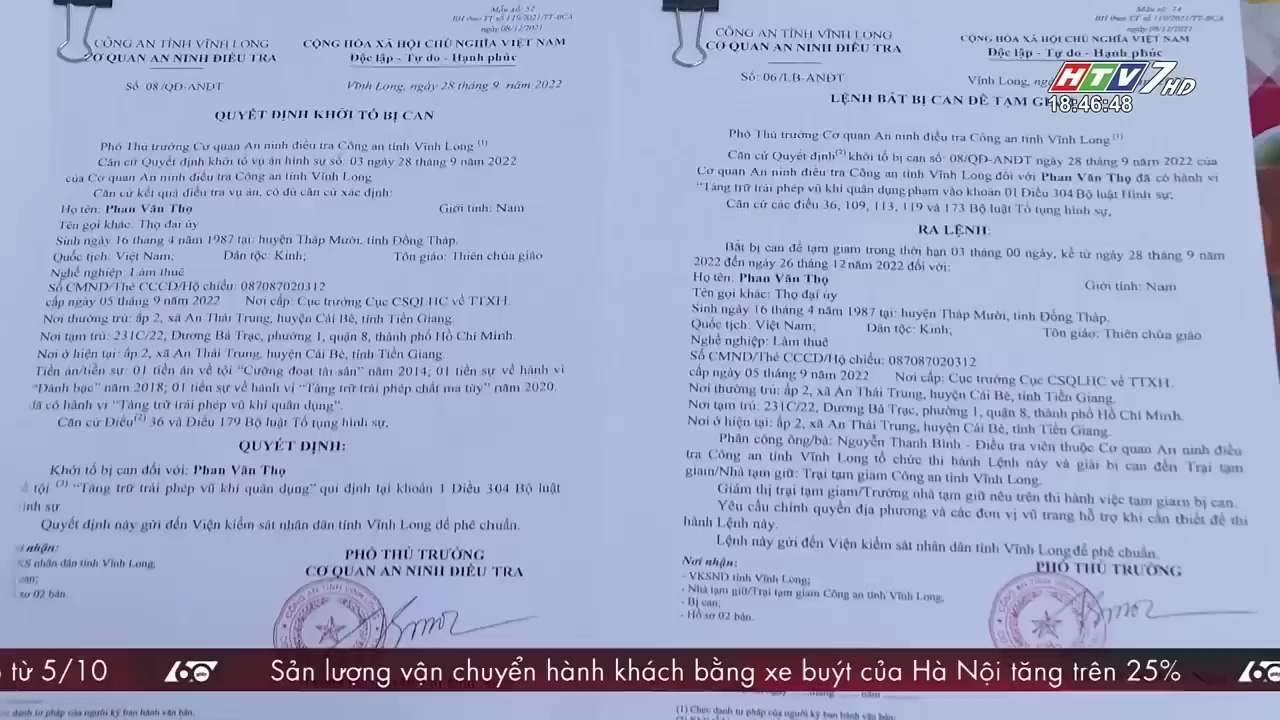 Mẫu số: 52
BH theo TT số 119/2021/TT-BCA
ngày 08/12/2021
CÔNG AN TỈNH VĨNH LONG
CƠ QUAN AN NINH ĐIỀU TRA
CỘNG HÒA XÃ HỘI CHỦ NGHĨA VIỆT NAM
Độc lập - Tự do - Hạnh phúc
Số: 08/QĐ-ANĐT
Vĩnh Long, ngày 28 tháng 9 năm 2022
QUYẾT ĐỊNH KHỞI TỐ BỊ CAN
Phó Thủ trưởng Cơ quan An ninh điều tra Công an tỉnh Vĩnh Long (1)
Căn cứ Quyết định khởi tố vụ án hình sự số: 03 ngày 28 tháng 9 năm 2022
của Cơ quan An ninh điều tra Công an tỉnh Vĩnh Long
Căn cứ kết quả điều tra vụ án, có đủ căn cứ xác định:
Họ tên: Phan Văn Thọ Giới tính: Nam
Tên gọi khác: Thọ đại úy
Sinh ngày 16 tháng 4 năm 1987 tại: huyện Tháp Mười, tỉnh Đồng Tháp.
Quốc tịch: Việt Nam; Dân tộc: Kinh; Tôn giáo: Thiên chúa giáo
Nghề nghiệp: Làm thuê
Số CMND/Thẻ CCCD/Hộ chiếu: 087087020312
cấp ngày 05 tháng 9 năm 2022 Nơi cấp: Cục trưởng Cục CSQLHC về TTXH.
Nơi thường trú: ấp 2, xã An Thái Trung, huyện Cái Bè, tỉnh Tiền Giang.
Nơi tạm trú: 231C/22, Dương Bá Trạc, phường 1, quận 8, thành phố Hồ Chí Minh.
Nơi ở hiện tại: ấp 2, xã An Thái Trung, huyện Cái Bè, tỉnh Tiền Giang
Tiền án/tiền sự: 01 tiền án về tội "Cưỡng đoạt tài sản" năm 2014; 01 tiền sự về hành vi
"Đánh bạc" năm 2018; 01 tiền sự về hành vi "Tàng trữ trái phép chất ma túy" năm 2020.
đã có hành vi "Tàng trữ trái phép vũ khí quân dụng".
Căn cứ Điều(2) 36 và Điều 179 Bộ luật Tố tụng hình sự,
QUYẾT ĐỊNH:
Khởi tố bị can đối với: Phan Văn Thọ
tội (3) "Tàng trữ trái phép vũ khí quân dụng" qui định tại khoản 1 Điều 304 Bộ luật
hình sự.
Quyết định này gửi đến Viện kiểm sát nhân dân tỉnh Vĩnh Long để phê chuẩn.
nhận:
nhân dân tỉnh Vĩnh Long;
can;
sơ 02 bản.
PHÓ THỦ TRƯỞNG
CƠ QUAN AN NINH ĐIỀU TRA
Mẫu số: 74
BH theo TT số 119/2021/TT-BCA
ngày 08/12/2021
CÔNG AN TỈNH VĨNH LONG
CƠ QUAN AN NINH ĐIỀU TRA
CỘNG HÒA XÃ HỘI CHỦ NGHĨA VIỆT NAM
Độc lập - Tự do - Hạnh phúc
Số: 06/LB-ANĐT
Vĩnh Long,
HTV7 HD
18:46:48
LỆNH BẮT BỊ CAN ĐỂ TẠM
Phó Thủ trưởng Cơ quan An ninh điều tra Công an tỉnh Vĩnh Long (1)
Căn cứ Quyết định(2) khởi tố bị can số: 08/QĐ-ANĐT ngày 28 tháng 9 năm 2022 của
Cơ quan An ninh điều tra Công an tỉnh Vĩnh Long đối với Phan Văn Thọ đã có hành vi
"Tàng trữ trái phép vũ khí quân dụng phạm vào khoản 01 Điều 304 Bộ luật Hình sự;
Căn cứ các điều 36, 109, 113, 119 và 173 Bộ luật Tố tụng hình sự,
RA LỆNH:
Bắt bị can để tạm giam trong thời hạn 03 tháng 00 ngày, kể từ ngày 28 tháng 9 năm
2022 đến ngày 26 tháng 12 năm 2022 đối với:
Họ tên: Phan Văn Thọ Giới tính: Nam
Tên gọi khác: Thọ đại úy
Sinh ngày 16 tháng 4 năm 1987 tại: huyện Tháp Mười, tỉnh Đồng Tháp.
Quốc tịch: Việt Nam; Dân tộc: Kinh; Tôn giáo: Thiên chúa giáo
Nghề nghiệp: Làm thuê
Số CMND/Thẻ CCCD/Hộ chiếu: 087087020312
cấp ngày 05 tháng 9 năm 2022 Nơi cấp: Cục trưởng Cục CSQLHC về TTXH.
Nơi thường trú: ấp 2, xã An Thái Trung, huyện Cái Bè, tỉnh Tiền Giang.
Nơi tạm trú: 231C/22, Dương Bá Trạc, phường 1, quận 8, thành phố Hồ Chí Minh.
Nơi ở hiện tại: ấp 2, xã An Thái Trung, huyện Cái Bè, tỉnh Tiền Giang.
Phân công ông/bà: Nguyễn Thanh Bình - Điều tra viên thuộc Cơ quan An ninh điều
tra Công an tỉnh Vĩnh Long tổ chức thi hành Lệnh này và giải bị can đến Trại tạm
giam/Nhà tạm giữ: Trại tạm giam Công an tỉnh Vĩnh Long.
Giám thị trại tạm giam/Trưởng nhà tạm giữ nêu trên thi hành việc tạm giam bị can.
Yêu cầu chính quyền địa phương và các đơn vị vũ trang hỗ trợ khi cần thiết để thi
hành Lệnh này.
Lệnh này gửi đến Viện kiểm sát nhân dân tỉnh Vĩnh Long để phê chuẩn.
Nơi nhận:
- VKSND tỉnh Vĩnh Long;
- Nhà tạm giữ/Trại tạm giam Công an tỉnh Vĩnh Long,
- Bị can;
- Hồ sơ 02 bản.
PHÓ THỦ TRƯỞNG
từ 5/10 60 giây Sản lượng vận chuyển hành khách bằng xe buýt của Hà Nội tăng trên 25%
danh tư pháp của người ký ban hành văn bản.
(1) Chức danh tư pháp của người ký ban hành văn bản.